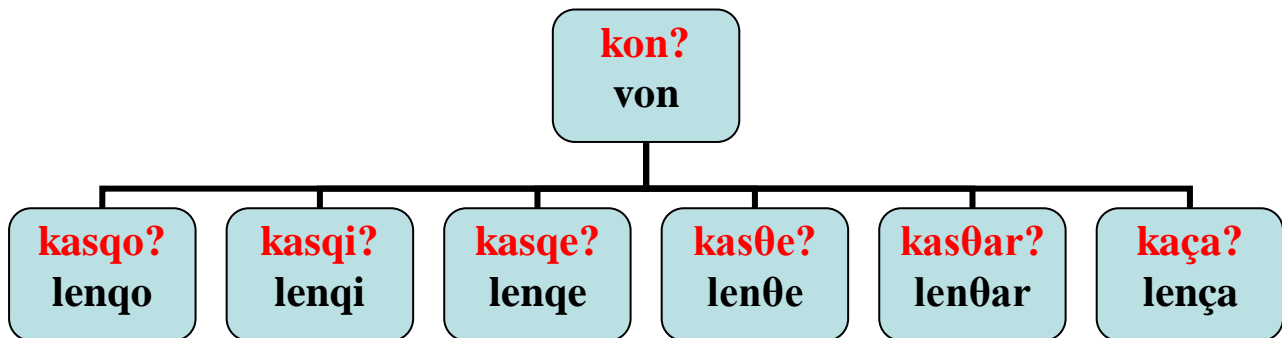 kon?
von
kasqo?
lenqo
kasqi?
lenqi
kasqe?
lenqe
kasθe?
lenθe
kasθar?
lenθar
kaça?
lença